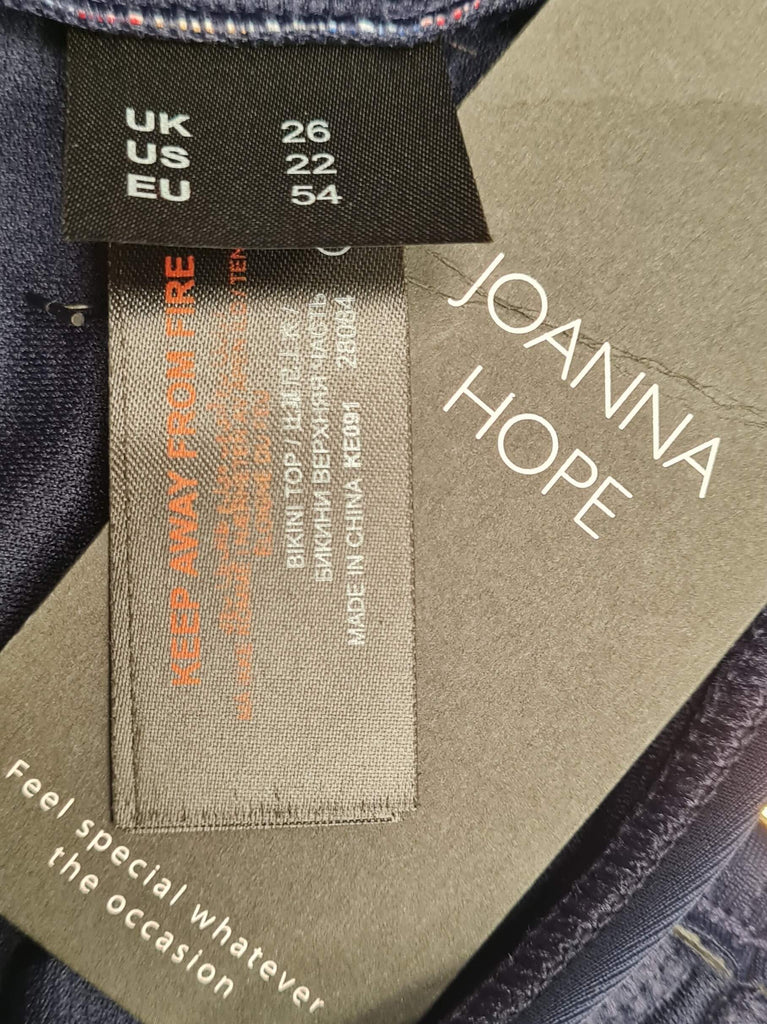 UK 26
US 22
EU 54
KEEP AWAY FROM FIRE
BIKINI TOP /
БИКИНИ ВЕРХНЯЯ ЧАСТЬ
MADE IN CHINA KE091 28054
JOANNA
HOPE
Feel special whatever
the occasion